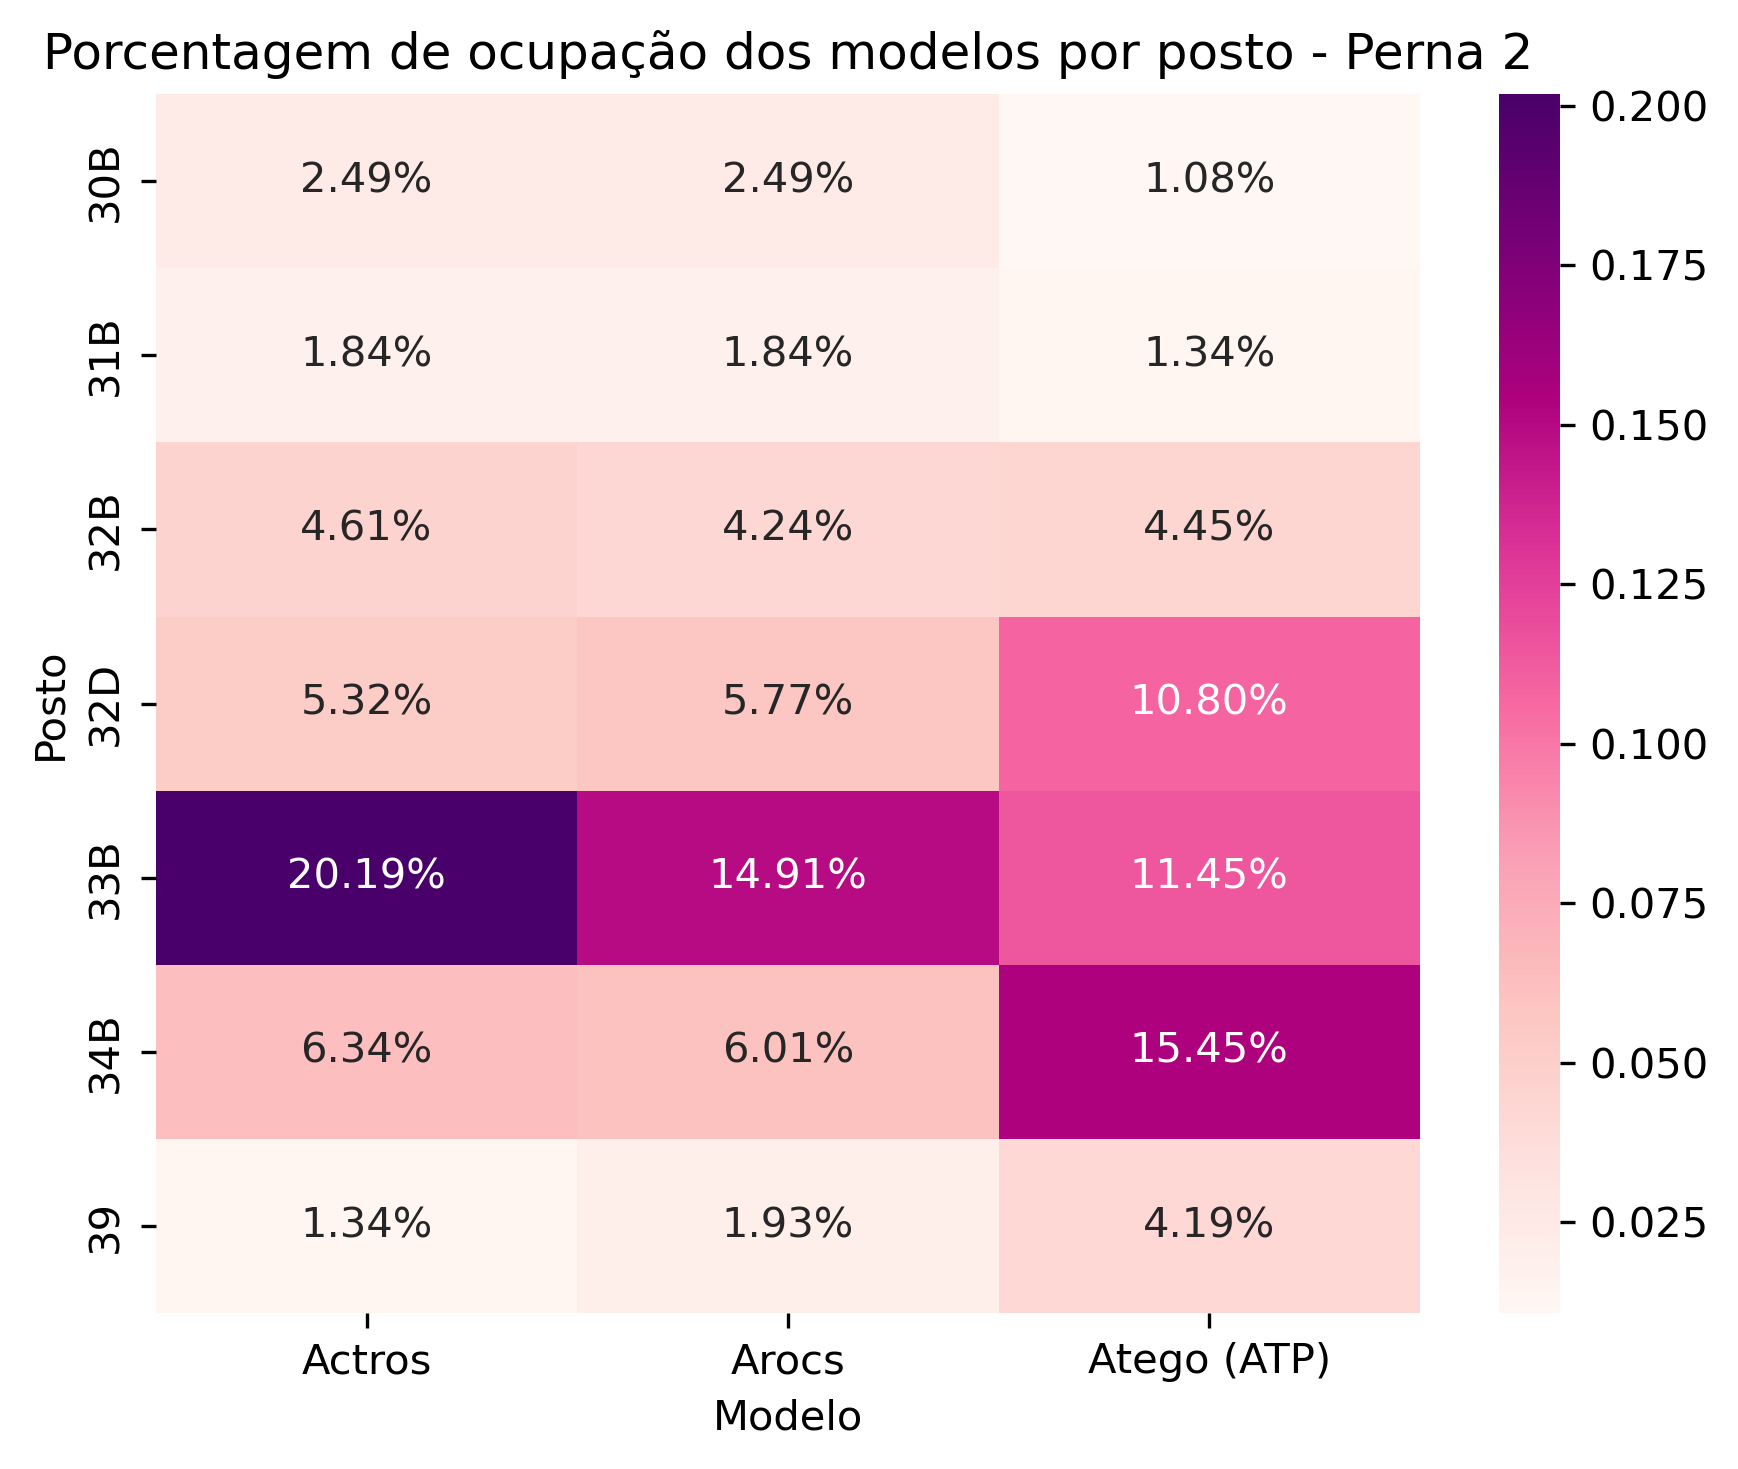 Porcentagem de ocupação dos modelos por posto - Perna 2
Posto
30B 2.49% 2.49% 1.08%
31B 1.84% 1.84% 1.34%
32B 4.61% 4.24% 4.45%
32D 5.32% 5.77% 10.80%
33B 20.19% 14.91% 11.45%
34B 6.34% 6.01% 15.45%
39 1.34% 1.93% 4.19%
Actros Arocs Atego (ATP)
Modelo
0.200
0.175
0.150
0.125
0.100
0.075
0.050
0.025